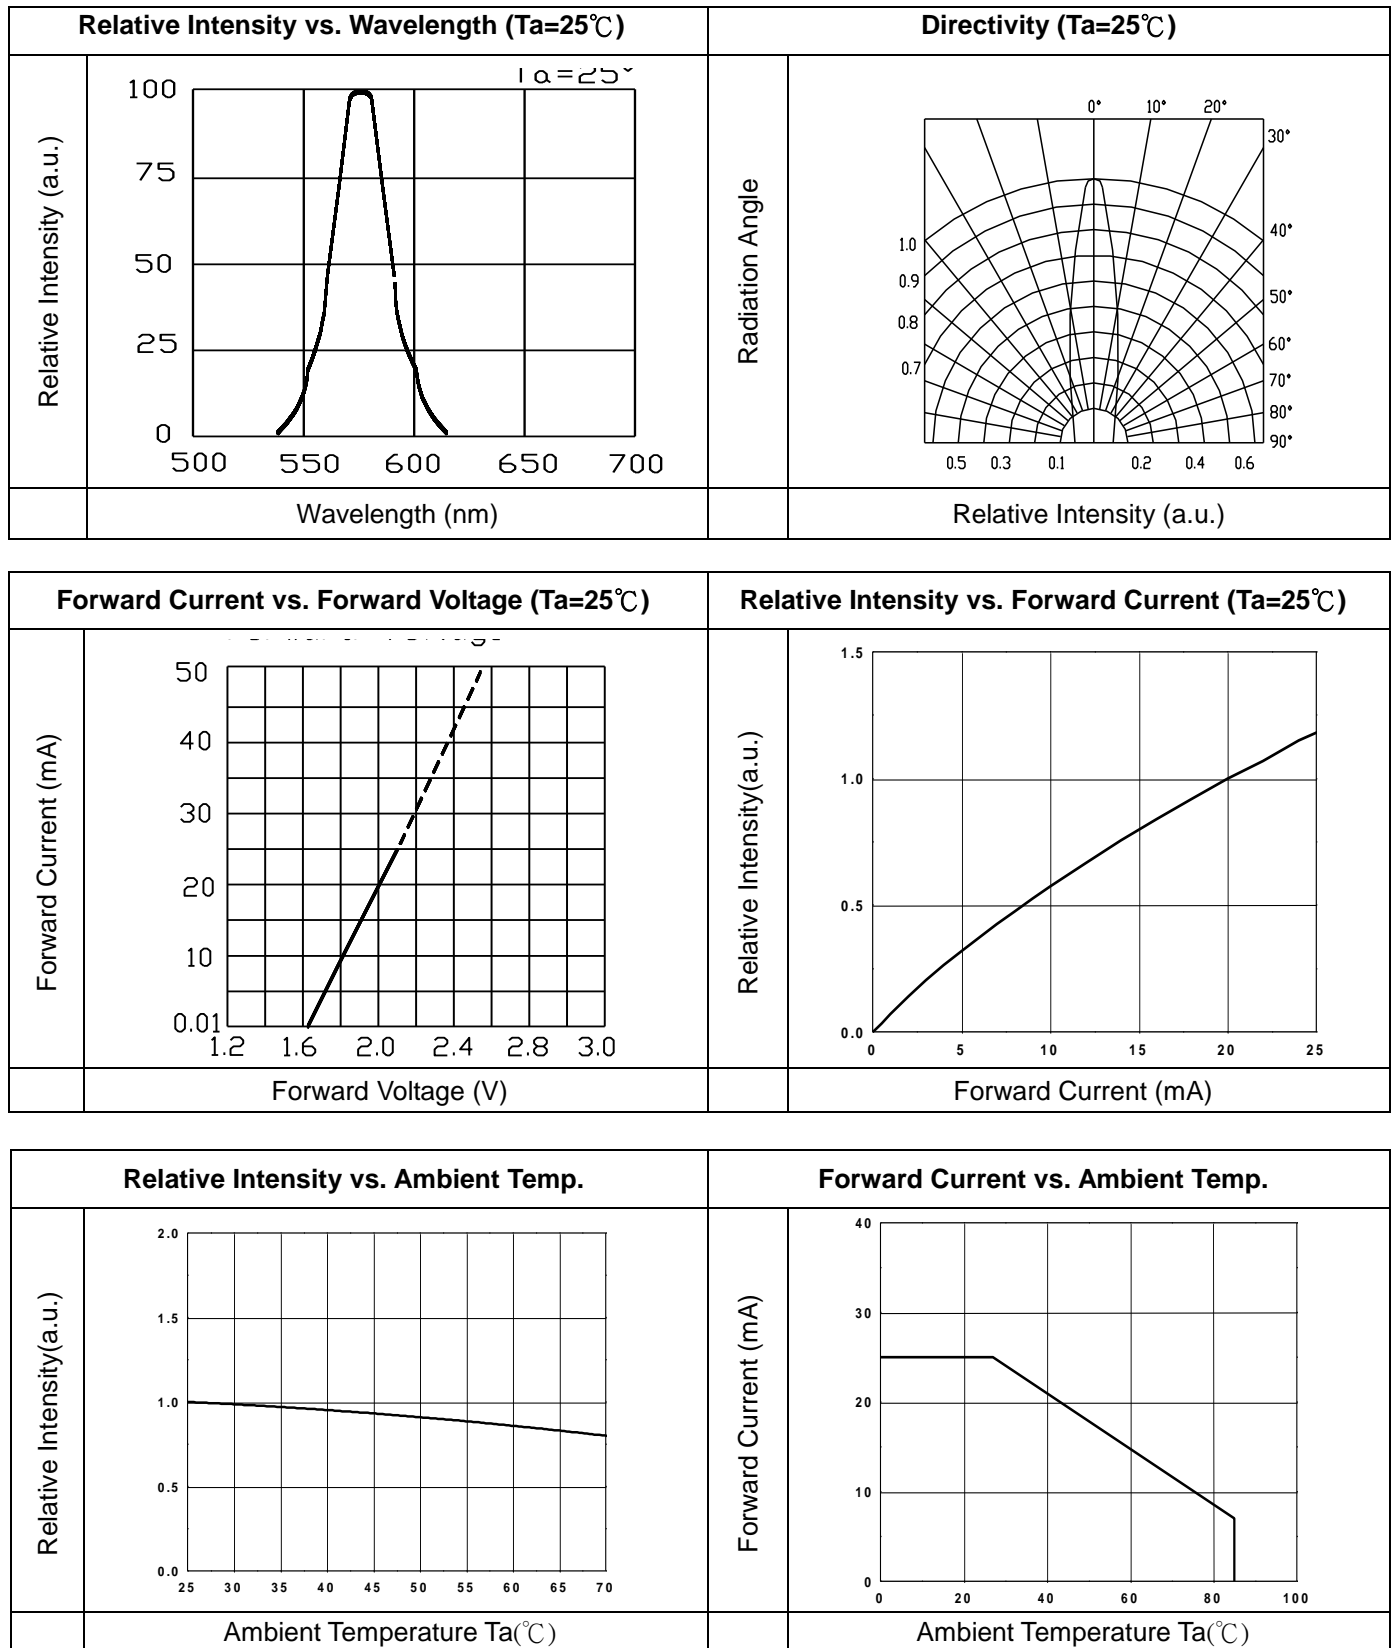 Relative Intensity vs. Wavelength (Ta=25℃)
Directivity (Ta=25℃)
Relative Intensity (a.u.)
Ta=25°
100
75
50
25
0
500 550 600 650 700
Wavelength (nm)
Radiation Angle
0° 10° 20°
30°
40°
50°
60°
70°
80°
90°
1.0
0.9
0.8
0.7
0.5 0.3 0.1 0.2 0.4 0.6
Relative Intensity (a.u.)
Forward Current vs. Forward Voltage (Ta=25℃)
Relative Intensity vs. Forward Current (Ta=25℃)
Forward Current (mA)
50
40
30
20
10
0.01
1.2 1.6 2.0 2.4 2.8 3.0
Forward Voltage (V)
Relative Intensity(a.u.)
1.5
1.0
0.5
0.0
0 5 10 15 20 25
Forward Current (mA)
Relative Intensity vs. Ambient Temp.
Forward Current vs. Ambient Temp.
Relative Intensity(a.u.)
2.0
1.5
1.0
0.5
0.0
25 30 35 40 45 50 55 60 65 70
Ambient Temperature Ta(℃)
Forward Current (mA)
40
30
20
10
0
0 20 40 60 80 100
Ambient Temperature Ta(℃)